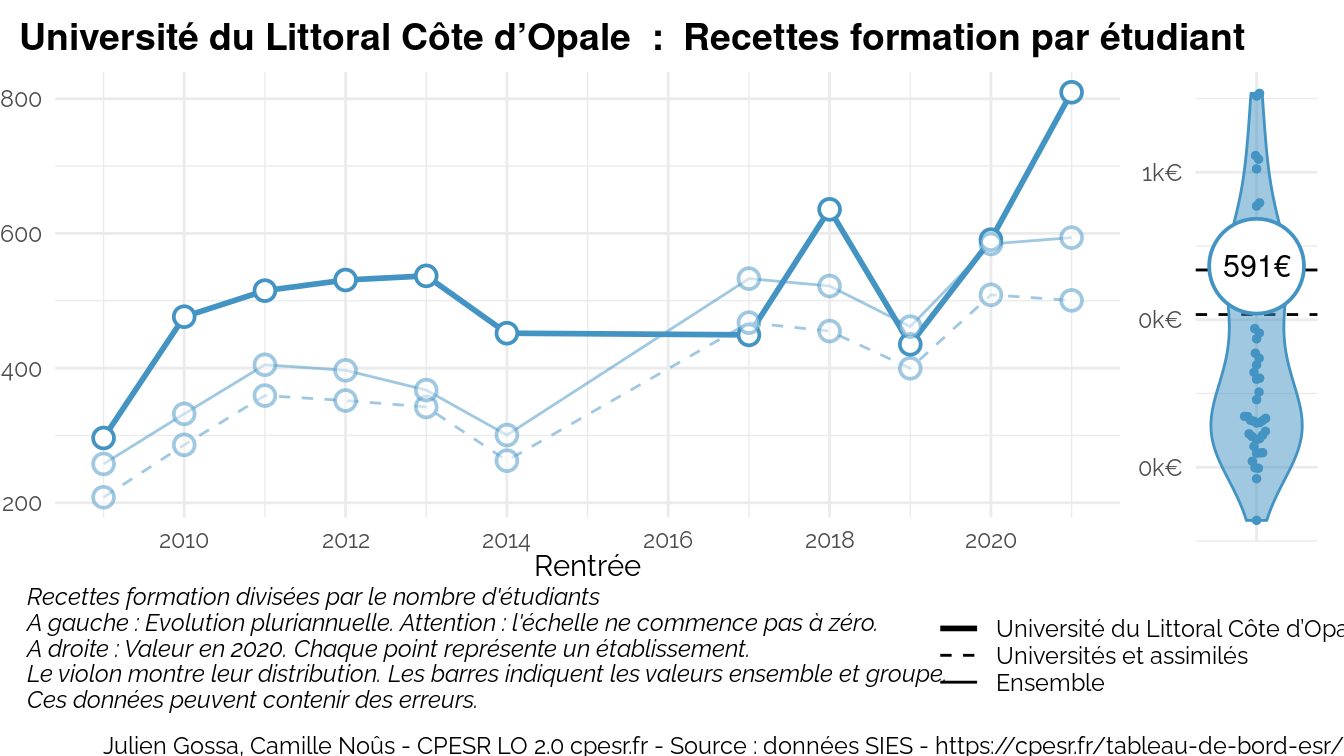 Université du Littoral Côte d’Opale : Recettes formation par étudiant
800
600
400
200
2010 2012 2014 2016 2018 2020
Rentrée
1k€
0k€
0k€
591€
Recettes formation divisées par le nombre d'étudiants
A gauche : Evolution pluriannuelle. Attention : l'échelle ne commence pas à zéro.
A droite : Valeur en 2020. Chaque point représente un établissement.
Le violon montre leur distribution. Les barres indiquent les valeurs ensemble et groupe.
Ces données peuvent contenir des erreurs.
Université du Littoral Côte d'Opa
Universités et assimilés
Ensemble
Julien Gossa, Camille Noûs - CPESR LO 2.0 cpesr.fr - Source : données SIES - https://cpesr.fr/tableau-de-bord-esr/